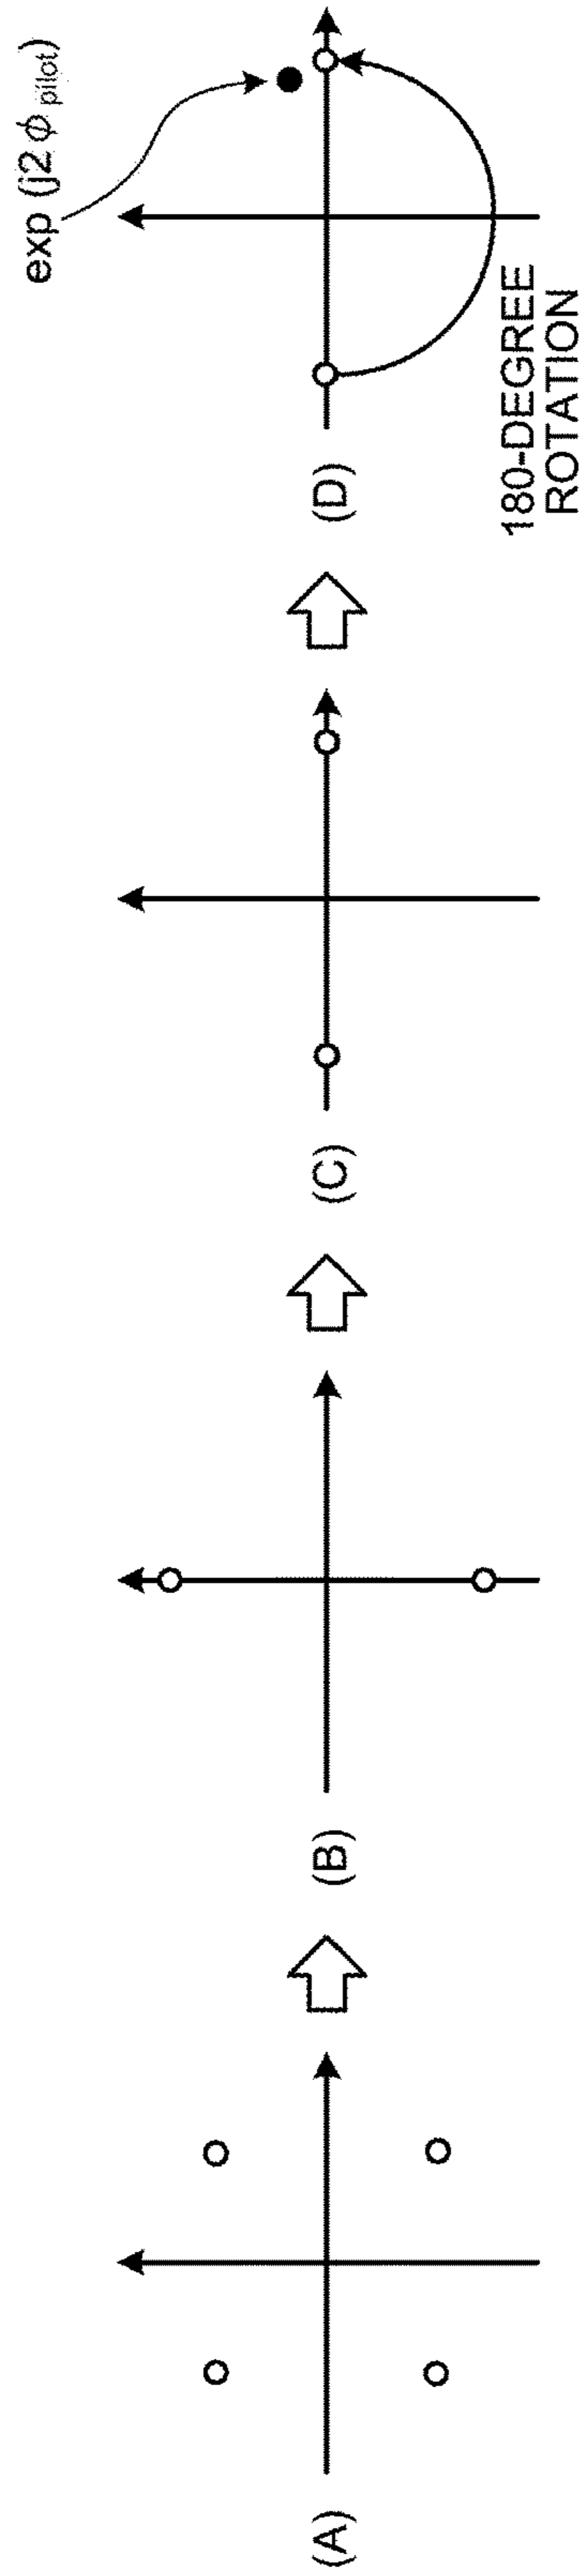 (A)
(B)
(C)
(D)
exp (j2 ϕ pilot)
180-DEGREE
ROTATION